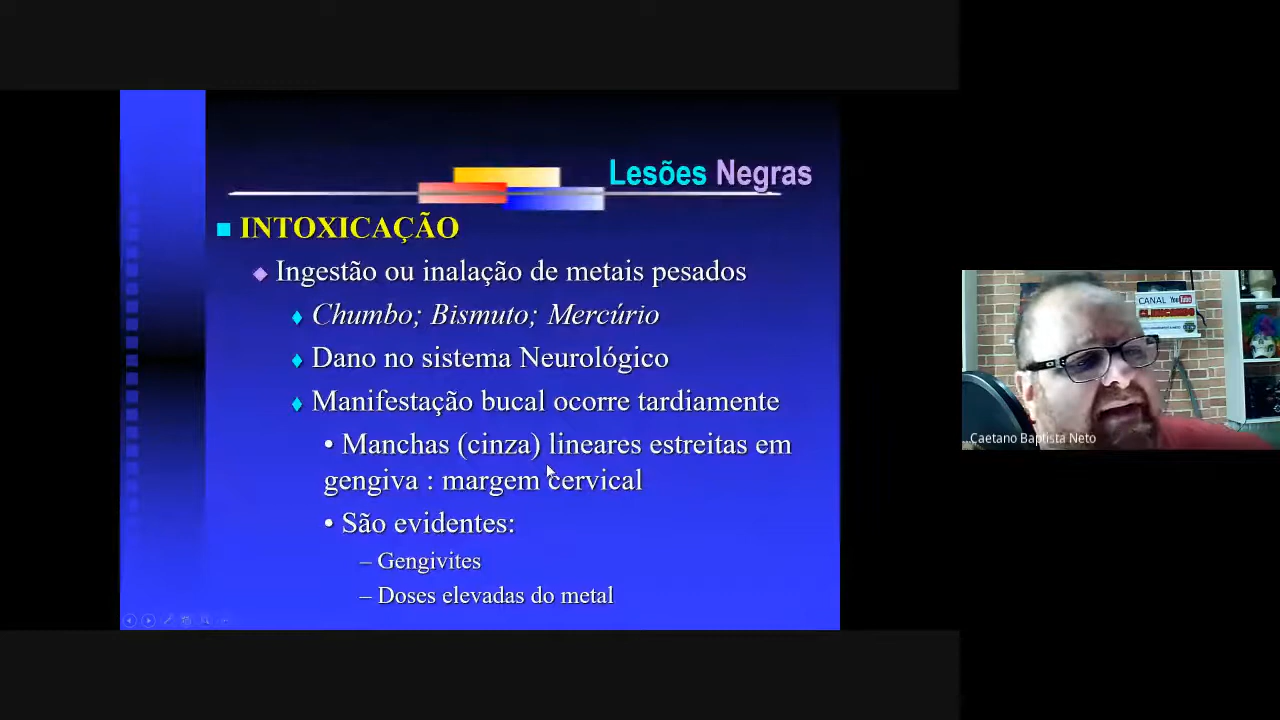 Lesões Negras
INTOXICAÇÃO
Ingestão ou inalação de metais pesados
Chumbo; Bismuto; Mercúrio
Dano no sistema Neurológico
Manifestação bucal ocorre tardiamente
• Manchas (cinza) lineares estreitas em
gengiva : margem cervical
• São evidentes:
– Gengivites
– Doses elevadas do metal
CANAL YouTube
...Caetano Baptista Neto